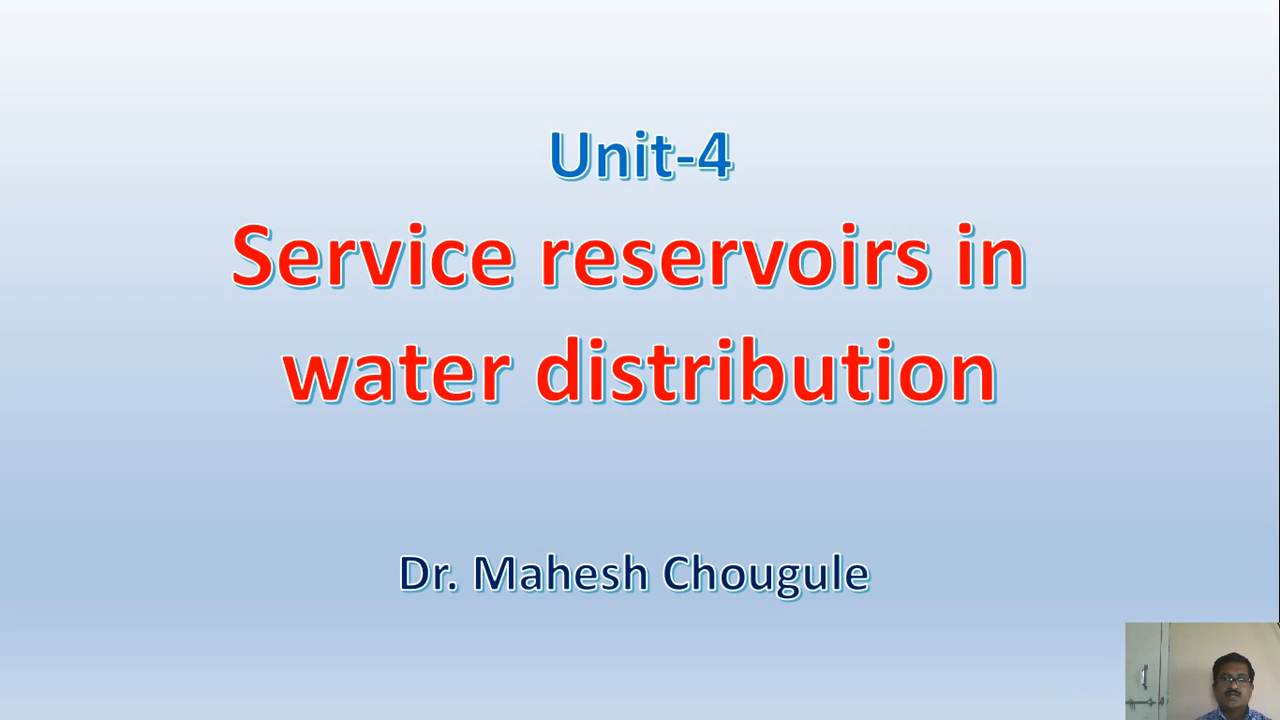 Unit-4
Service reservoirs in
water distribution
Dr. Mahesh Chougule